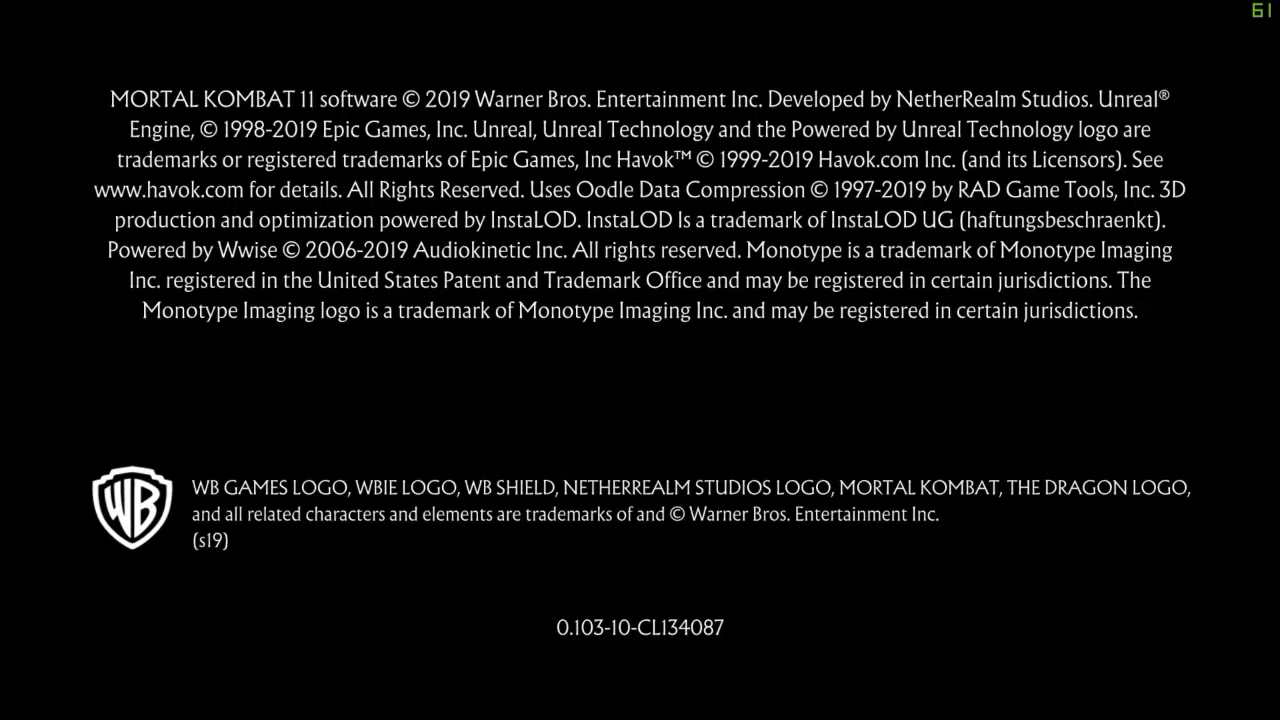 61
MORTAL KOMBAT 11 software © 2019 Warner Bros. Entertainment Inc. Developed by NetherRealm Studios. Unreal®
Engine, © 1998-2019 Epic Games, Inc. Unreal, Unreal Technology and the Powered by Unreal Technology logo are
trademarks or registered trademarks of Epic Games, Inc Havok™ © 1999-2019 Havok.com Inc. (and its Licensors). See
www.havok.com for details. All Rights Reserved. Uses Oodle Data Compression © 1997-2019 by RAD Game Tools, Inc. 3D
production and optimization powered by InstaLOD. InstaLOD Is a trademark of InstaLOD UG (haftungsbeschraenkt).
Powered by Wwise © 2006-2019 Audiokinetic Inc. All rights reserved. Monotype is a trademark of Monotype Imaging
Inc. registered in the United States Patent and Trademark Office and may be registered in certain jurisdictions. The
Monotype Imaging logo is a trademark of Monotype Imaging Inc. and may be registered in certain jurisdictions.
WB
WB GAMES LOGO, WBIE LOGO, WB SHIELD, NETHERREALM STUDIOS LOGO, MORTAL KOMBAT, THE DRAGON LOGO,
and all related characters and elements are trademarks of and © Warner Bros. Entertainment Inc.
(s19)
0.103-10-CL134087